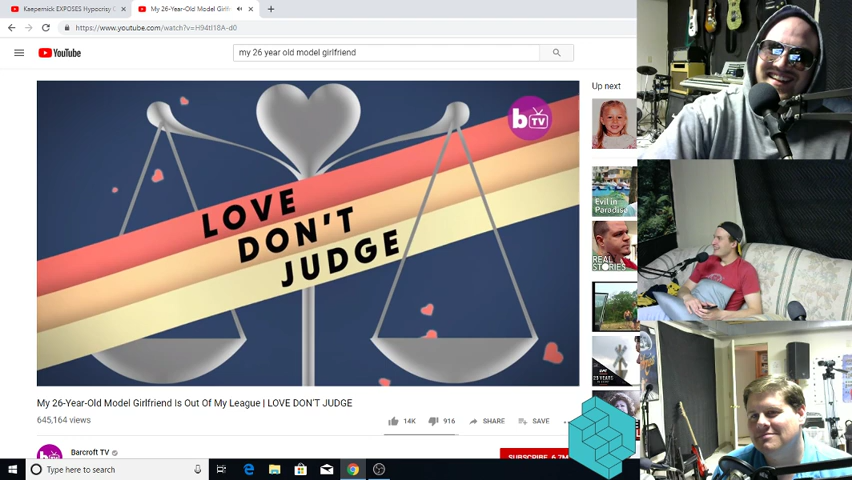 Kaepernick EXPOSES Hypocrisy
My 26-Year-Old Model Girlfr
https://www.youtube.com/watch?v=H94tI18A-d0
YouTube
my 26 year old model girlfriend
Up next
b TV
LOVE
DON'T
JUDGE
Evil in
Paradise
REAL
STORIES
My 26-Year-Old Model Girlfriend Is Out Of My League | LOVE DON'T JUDGE
645,164 views
14K
916
SHARE
SAVE
Barcroft TV
SUBSCRIBE 6.7M
Type here to search